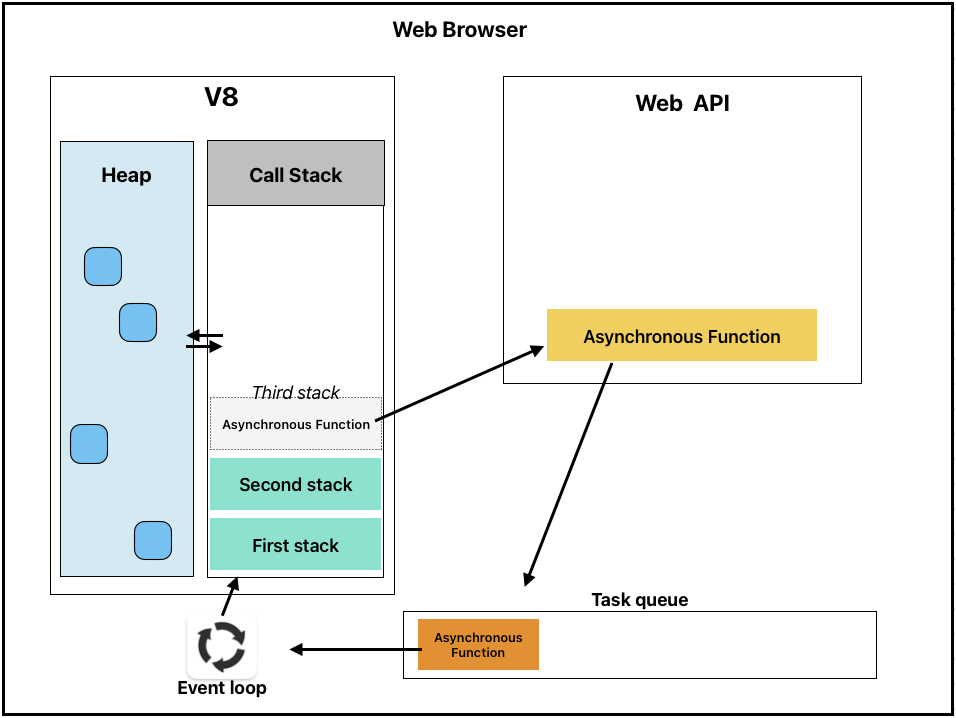 Web Browser
V8
Heap
Call Stack
Third stack
Asynchronous Function
Second stack
First stack
Event loop
Web API
Asynchronous Function
Task queue
Asynchronous
Function